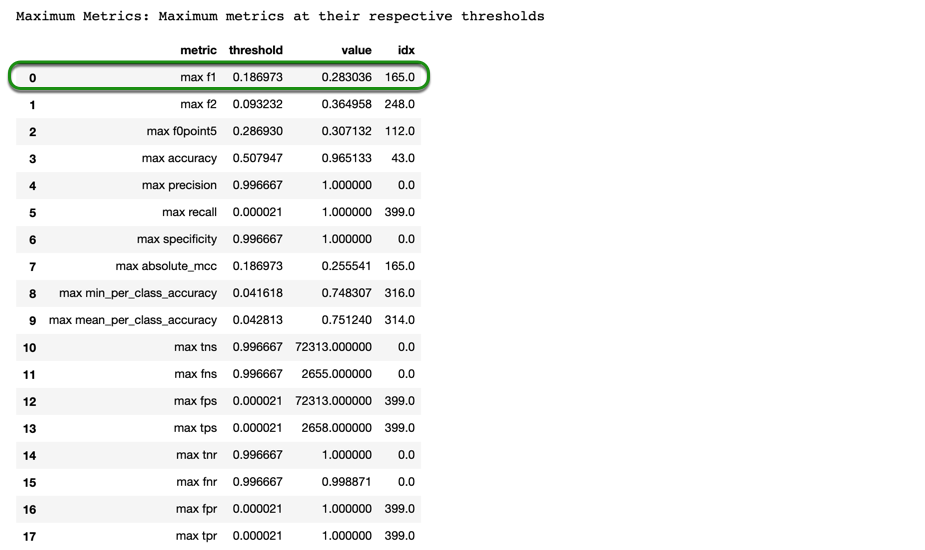 Maximum Metrics: Maximum metrics at their respective thresholds
metric threshold value idx
0 max f1 0.186973 0.283036 165.0
1 max f2 0.093232 0.364958 248.0
2 max f0point5 0.286930 0.307132 112.0
3 max accuracy 0.507947 0.965133 43.0
4 max precision 0.996667 1.000000 0.0
5 max recall 0.000021 1.000000 399.0
6 max specificity 0.996667 1.000000 0.0
7 max absolute_mcc 0.186973 0.255541 165.0
8 max min_per_class_accuracy 0.041618 0.748307 316.0
9 max mean_per_class_accuracy 0.042813 0.751240 314.0
10 max tns 0.996667 72313.000000 0.0
11 max fns 0.996667 2655.000000 0.0
12 max fps 0.000021 72313.000000 399.0
13 max tps 0.000021 2658.000000 399.0
14 max tnr 0.996667 1.000000 0.0
15 max fnr 0.996667 0.998871 0.0
16 max fpr 0.000021 1.000000 399.0
17 max tpr 0.000021 1.000000 399.0